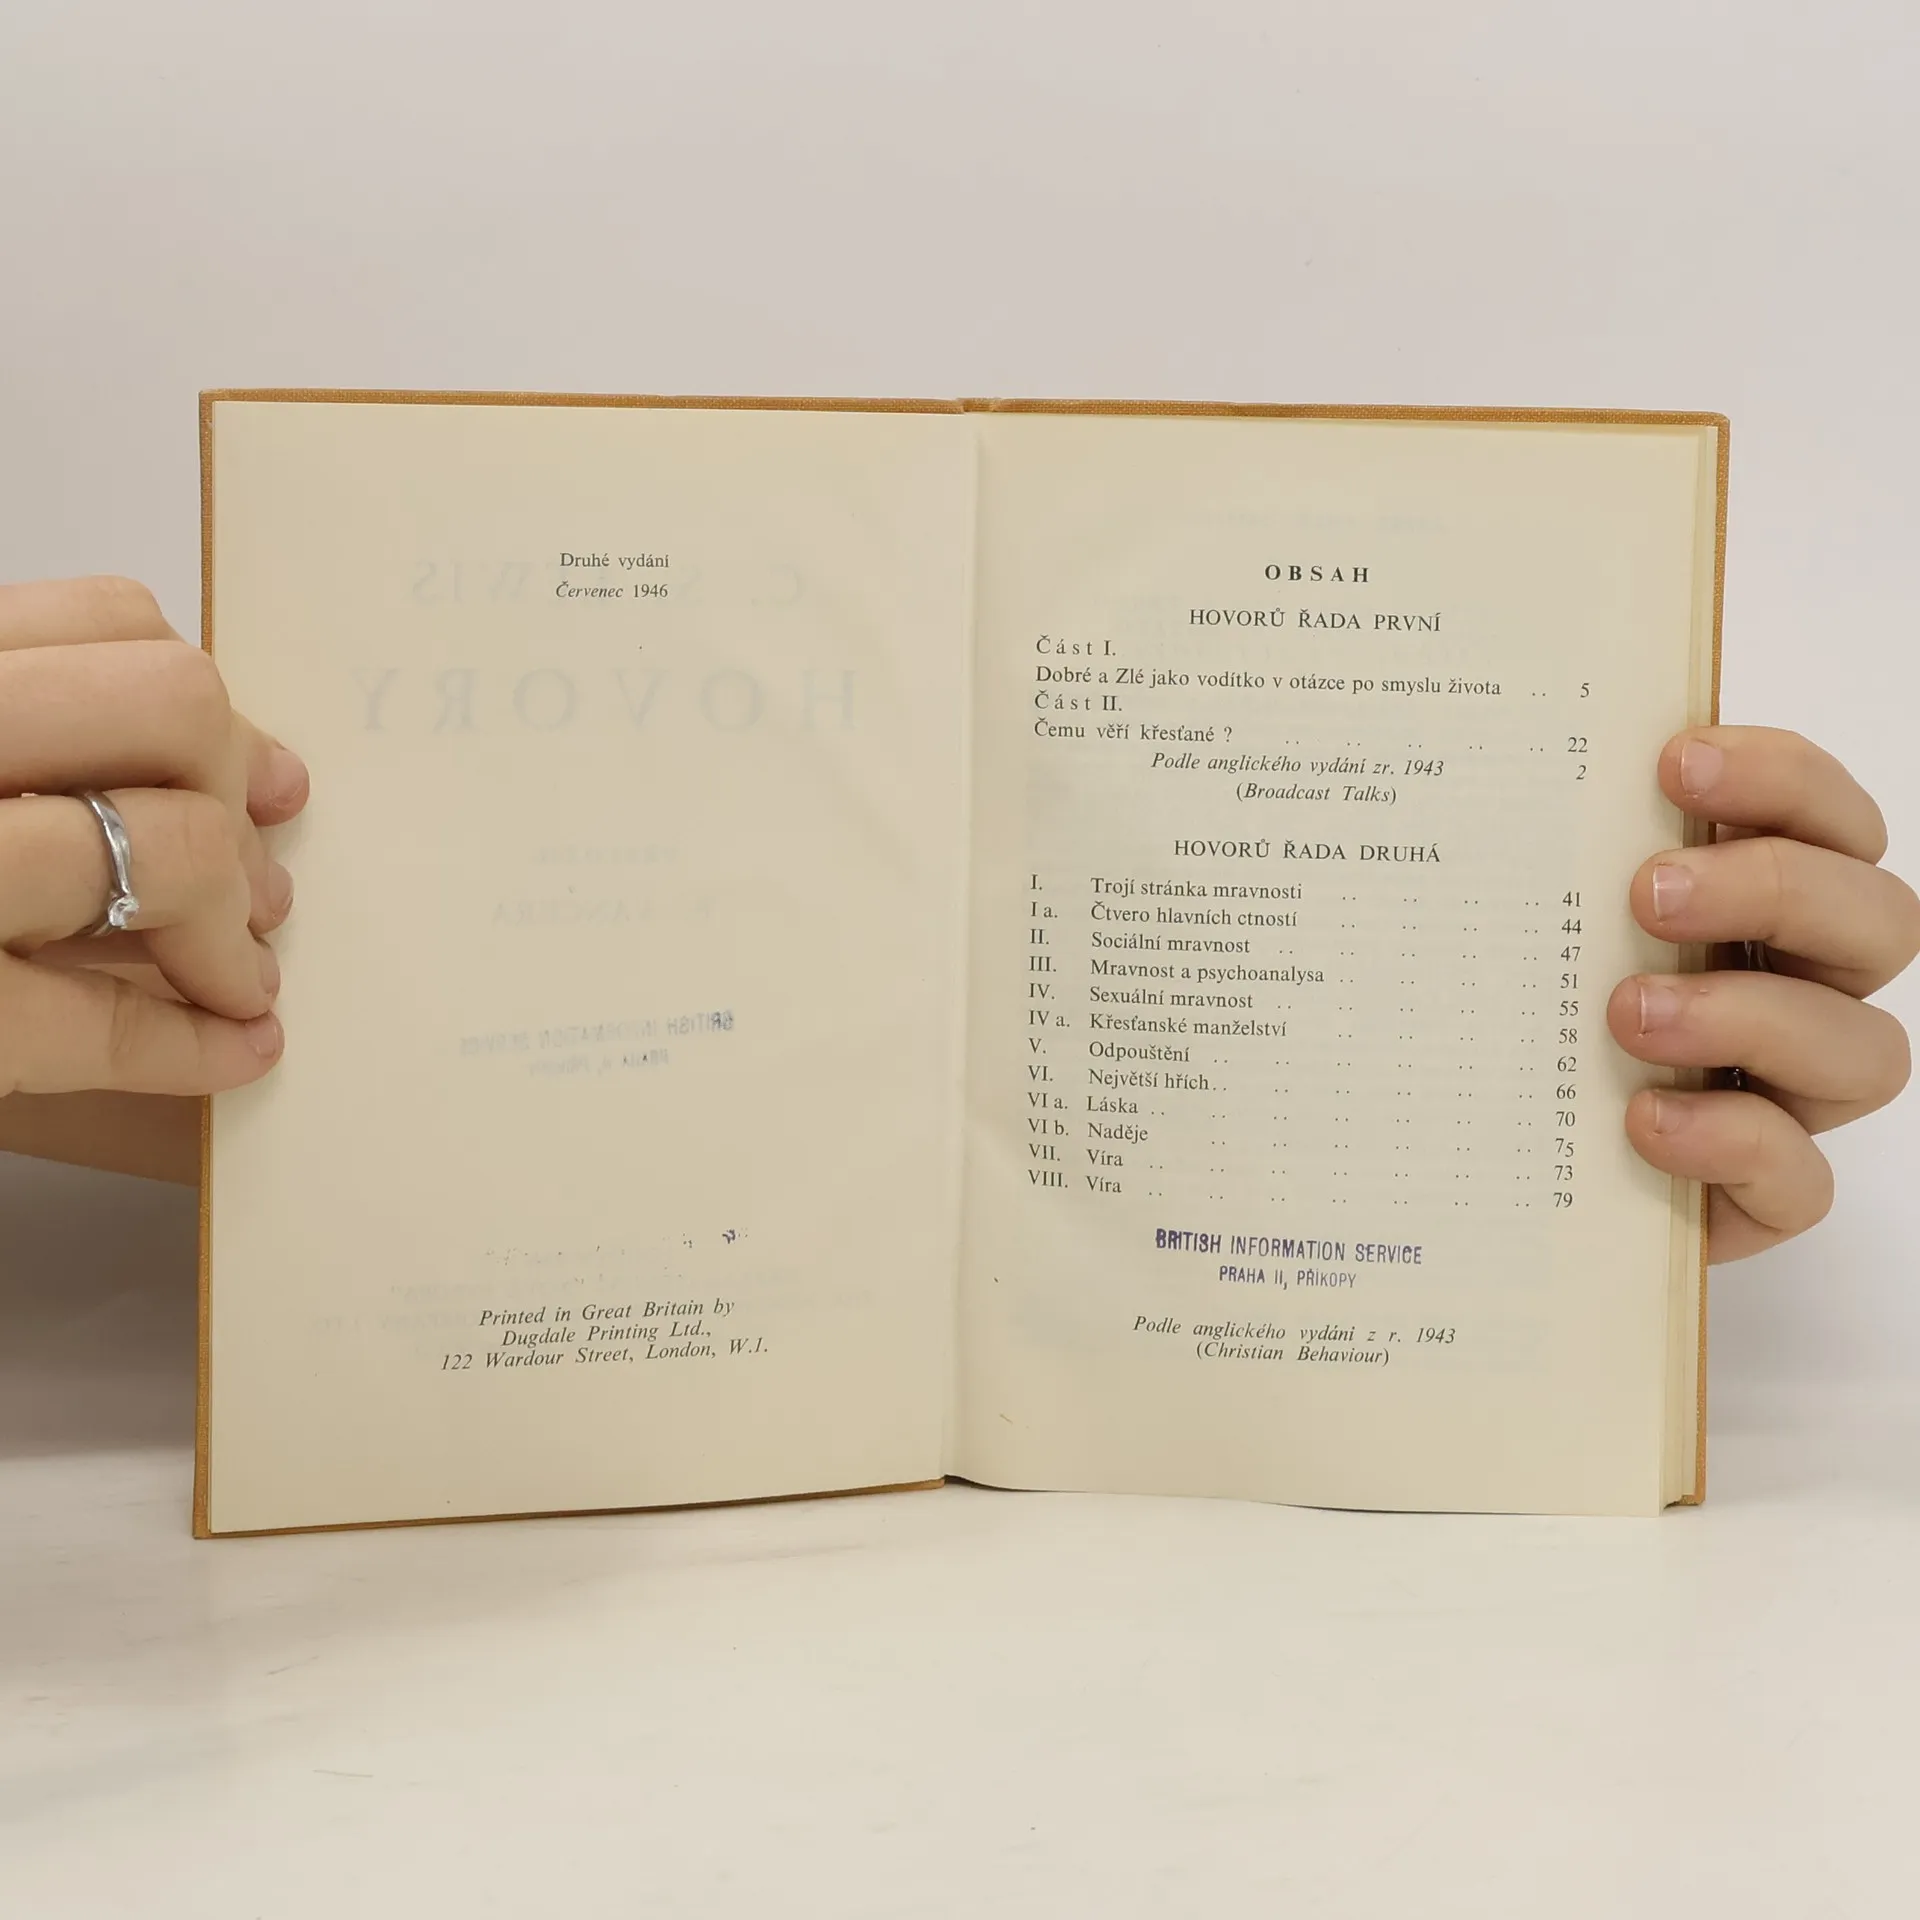 Druhé vydání
Červenec 1946
Printed in Great Britain by
Dugdale Printing Ltd.,
122 Wardour Street, London, W.1.
OBSAH
HOVORŮ ŘADA PRVNÍ
Část I.
Dobré a Zlé jako vodítko v otázce po smyslu života .. 5
Část II.
Čemu věří křesťané ? .. .. .. .. .. 22
Podle anglického vydání zr. 1943 2
(Broadcast Talks)
HOVORŮ ŘADA DRUHÁ
I. Trojí stránka mravnosti .. .. .. .. 41
I a. Čtvero hlavních ctností .. .. .. .. 44
II. Sociální mravnost .. .. .. .. .. 47
III. Mravnost a psychoanalysa .. .. .. .. 51
IV. Sexuální mravnost .. .. .. .. .. 55
IV a. Křesťanské manželství .. .. .. .. 58
V. Odpouštění .. .. .. .. .. .. 62
VI. Největší hřích .. .. .. .. .. .. 66
VI a. Láska .. .. .. .. .. .. .. 70
VI b. Naděje .. .. .. .. .. .. 75
VII. Víra .. .. .. .. .. .. .. 73
VIII. Víra .. .. .. .. .. .. .. 79
BRITISH INFORMATION SERVICE
PRAHA II, PŘÍKOPY
Podle anglického vydáni z r. 1943
(Christian Behaviour)